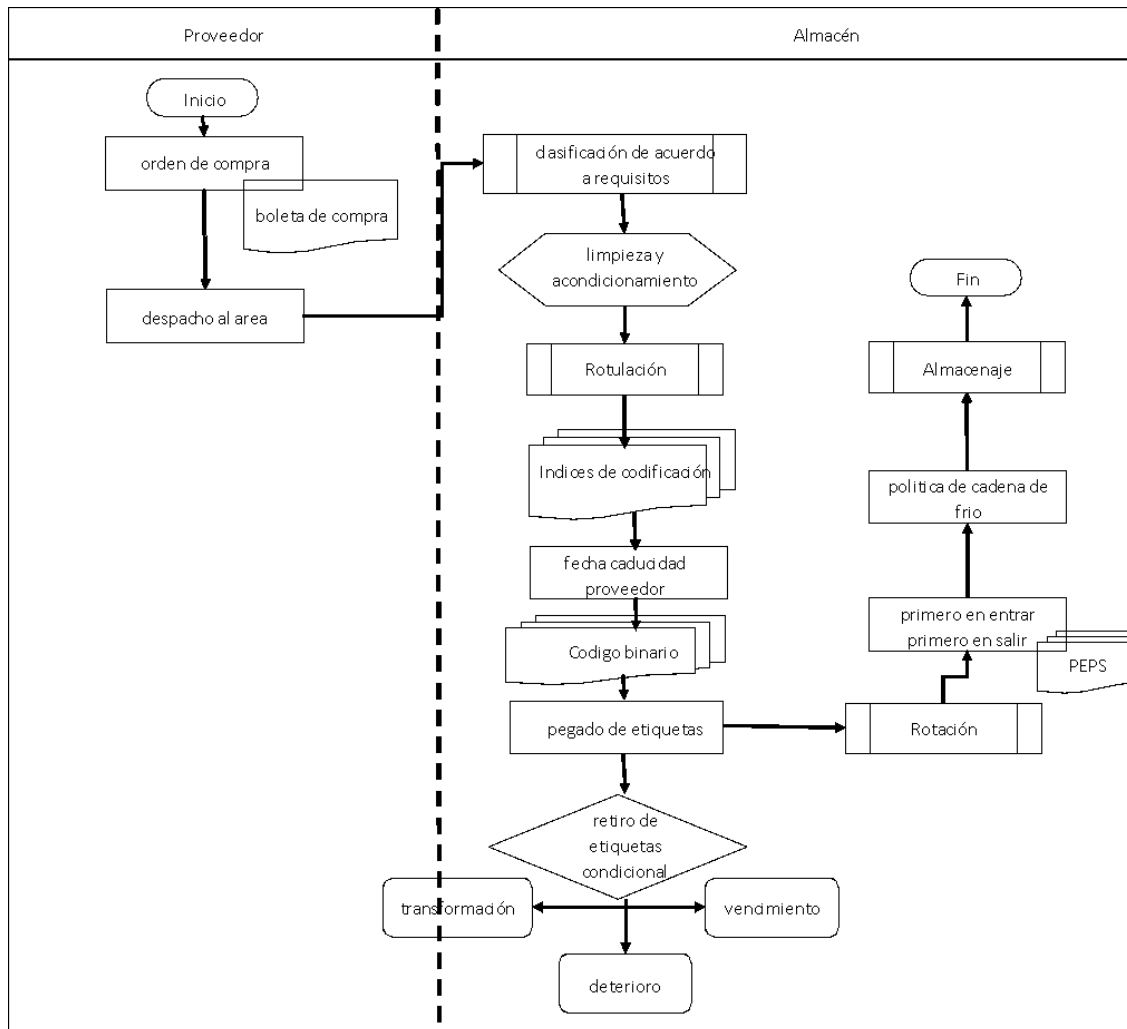 Proveedor
Almacén
Inicio
orden de compra
boleta de compra
despacho al area
clasificación de acuerdo
a requisitos
limpieza y
acondicionamiento
Rotulación
Indices de codificación
fecha caducidad
proveedor
Codigo binario
pegado de etiquetas
retiro de
etiquetas
condicional
transformación
vencimiento
deterioro
Rotación
primero en entrar
primero en salir
PEPS
politica de cadena de
frio
Almacenaje
Fin